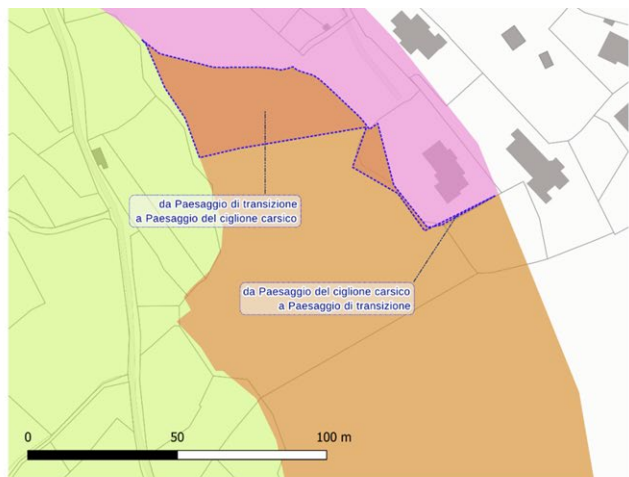 da Paesaggio di transizione
a Paesaggio del ciglione carsico
da Paesaggio del ciglione carsico
a Paesaggio di transizione
0 50 100 m